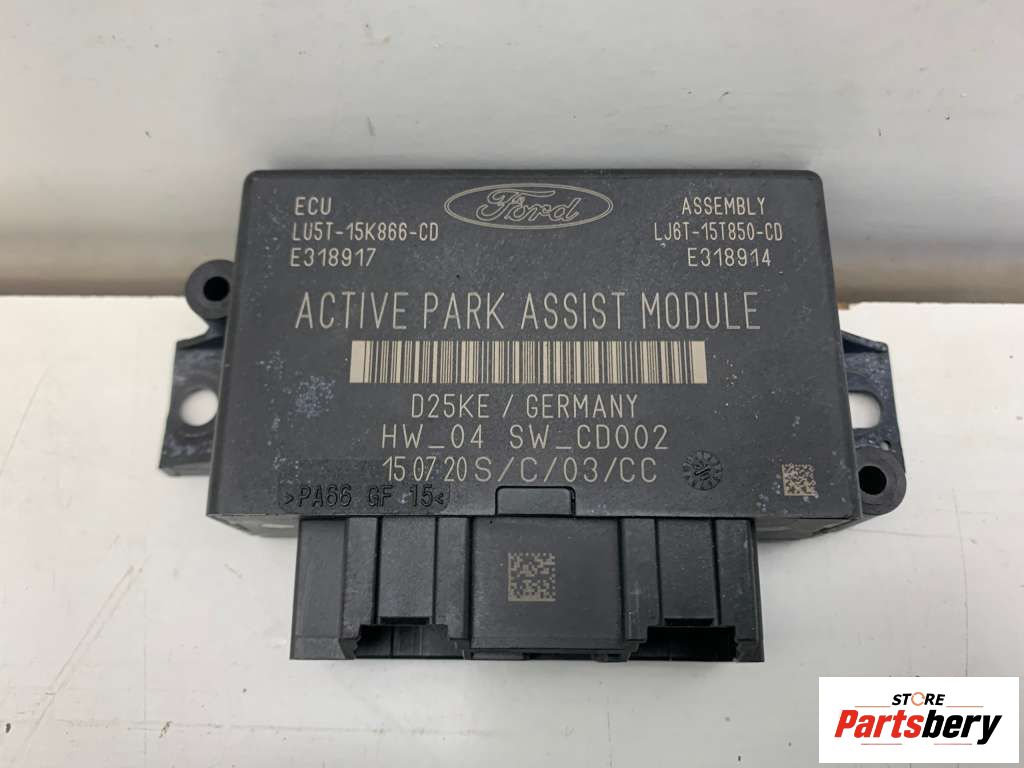 ECU
LU5T-15K866-CD
E318917
Ford
ASSEMBLY
LJ6T-15T850-CD
E318914
ACTIVE PARK ASSIST MODULE
D25KE / GERMANY
HW_04 SW_CD002
15 07 20 S/C/03/CC
>PA66 GF 15<
STORE
Partsbery